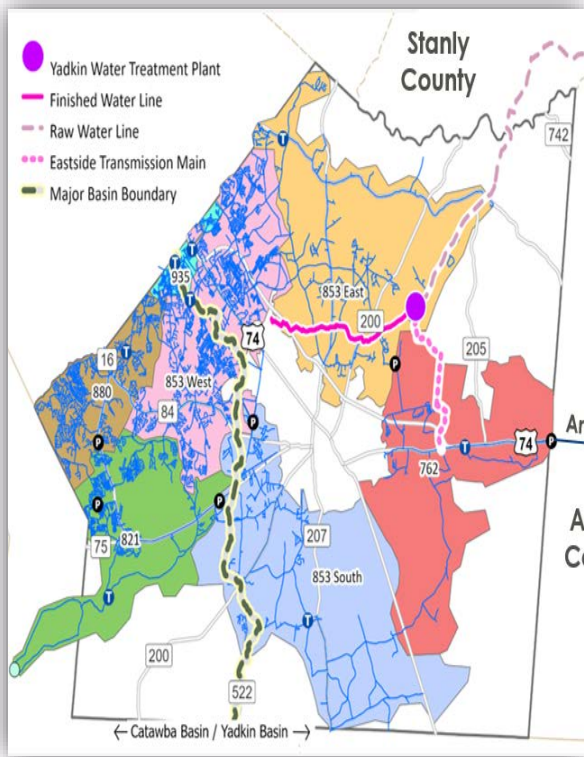 Stanly
County
Yadkin Water Treatment Plant
Finished Water Line
Raw Water Line
Eastside Transmission Main
Major Basin Boundary
742
T
T
T
935
T
853 East
200
74
205
16
T
853 West
P
880
84
P
74
P
An
P
T
762
A
Co
P
P
75
821
207
853 South
T
T
200
522
← Catawba Basin / Yadkin Basin →